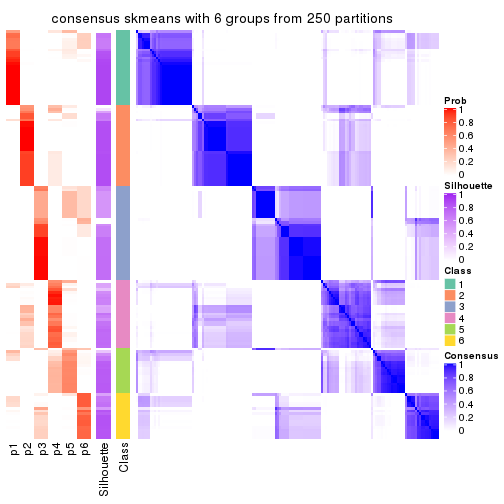 consensus skmeans with 6 groups from 250 partitions
Prob
1
0.8
0.6
0.4
0.2
0
Silhouette
1
0.8
0.6
0.4
0.2
0
Class
1
2
3
4
5
6
Consensus
1
0.8
0.6
0.4
0.2
0
p1
p2
p3
p4
p5
p6
Silhouette
Class